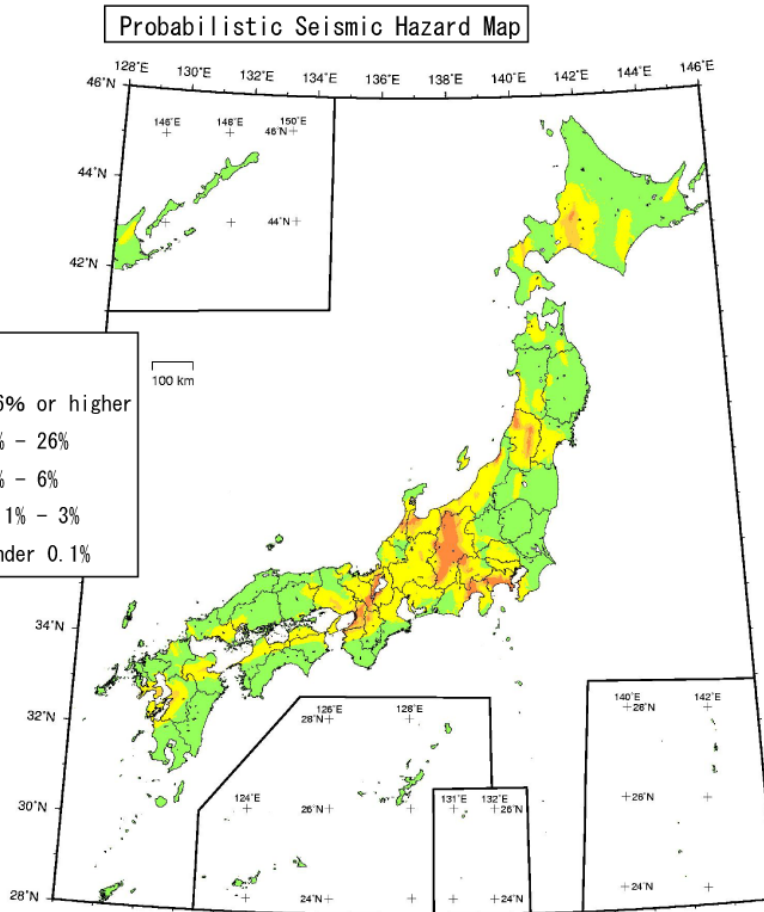 Probabilistic Seismic Hazard Map
128°E 130°E 132°E 134°E 136°E 138°E 140°E 142°E 144°E 146°E
46°N
146°E 148°E 150°E
46°N
44°N
44°N
42°N
100 km
6% or higher
% - 26%
% - 6%
1% - 3%
nder 0.1%
34°N
32°N
30°N
28°N
126°E 128°E
28°N
124°E
26°N
24°N
131°E 132°E
26°N
24°N
140°E 142°E
28°N
26°N
24°N